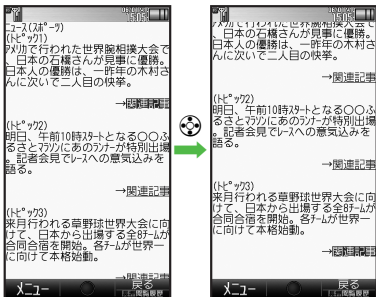 15:05
ﾆｭｰｽ(ｽﾎﾟｰﾂ)
(ﾄﾋﾟｯｸ1)
ｱﾒﾘｶで行われた世界腕相撲大会で
、日本の石橋さんが見事に優勝。
日本人の優勝は、一昨年の木村さ
んに次いで二人目の快挙。
→関連記事
(ﾄﾋﾟｯｸ2)
明日、午前10時ｽﾀｰﾄとなる〇〇ふ
るさとﾏﾗｿﾝにあのﾗﾝﾅｰが特別出場
。記者会見でﾚｰｽへの意気込みを
語る。
→関連記事
(ﾄﾋﾟｯｸ3)
来月行われる草野球世界大会に向
けて、日本から出場する全8ﾁｰﾑが
合同合宿を開始。各ﾁｰﾑが世界一
に向けて本格始動。
→関連記事
メニュー
戻る
15:05
ｱﾒﾘｶで行われた世界腕相撲大会で
、日本の石橋さんが見事に優勝。
日本人の優勝は、一昨年の木村さ
んに次いで二人目の快挙。
→関連記事
(ﾄﾋﾟｯｸ2)
明日、午前10時ｽﾀｰﾄとなる〇〇ふ
るさとﾏﾗｿﾝにあのﾗﾝﾅｰが特別出場
。記者会見でﾚｰｽへの意気込みを
語る。
→関連記事
(ﾄﾋﾟｯｸ3)
来月行われる草野球世界大会に向
けて、日本から出場する全8ﾁｰﾑが
合同合宿を開始。各ﾁｰﾑが世界一
に向けて本格始動。
→関連記事
メニュー
戻る